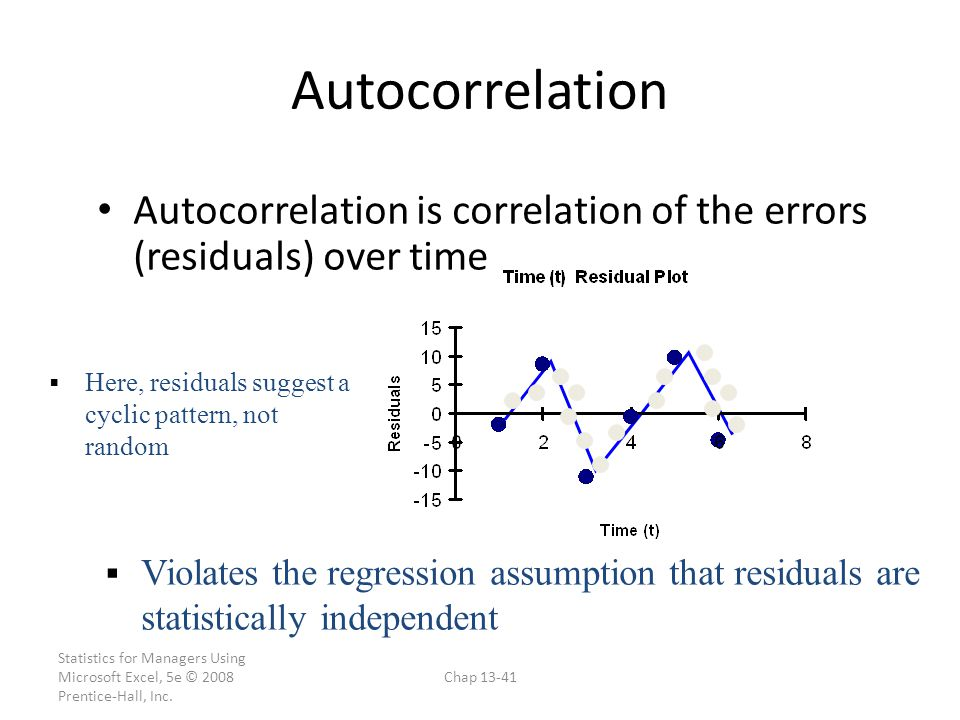 Autocorrelation
• Autocorrelation is correlation of the errors
(residuals) over time
Time (t) Residual Plot
▪ Here, residuals suggest a
cyclic pattern, not
random
Residuals
15
10
5
0
-5
-10
-15
0 2 4 6 8
Time (t)
▪ Violates the regression assumption that residuals are
statistically independent
Statistics for Managers Using
Microsoft Excel, 5e © 2008
Prentice-Hall, Inc.
Chap 13-41